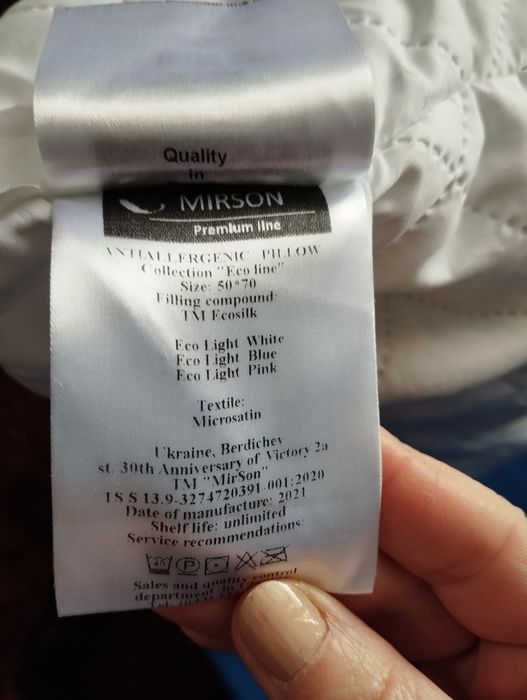 Quality
in
MIRSON
Premium line
ANTIALLERGENIC PILLOW
Collection "Eco line"
Size: 50*70
Filling compound:
TM Ecosilk
Eco Light White
Eco Light Blue
Eco Light Pink
Textile:
Microsatin
Ukraine, Berdichev
st. 30th Anniversary of Victory 2a
TM "MirSon"
TS S 13.9-3274720391-001:2020
Date of manufacture: 2021
Shelf life: unlimited
Service recommendations:
45 P
Sales and quality control
department in